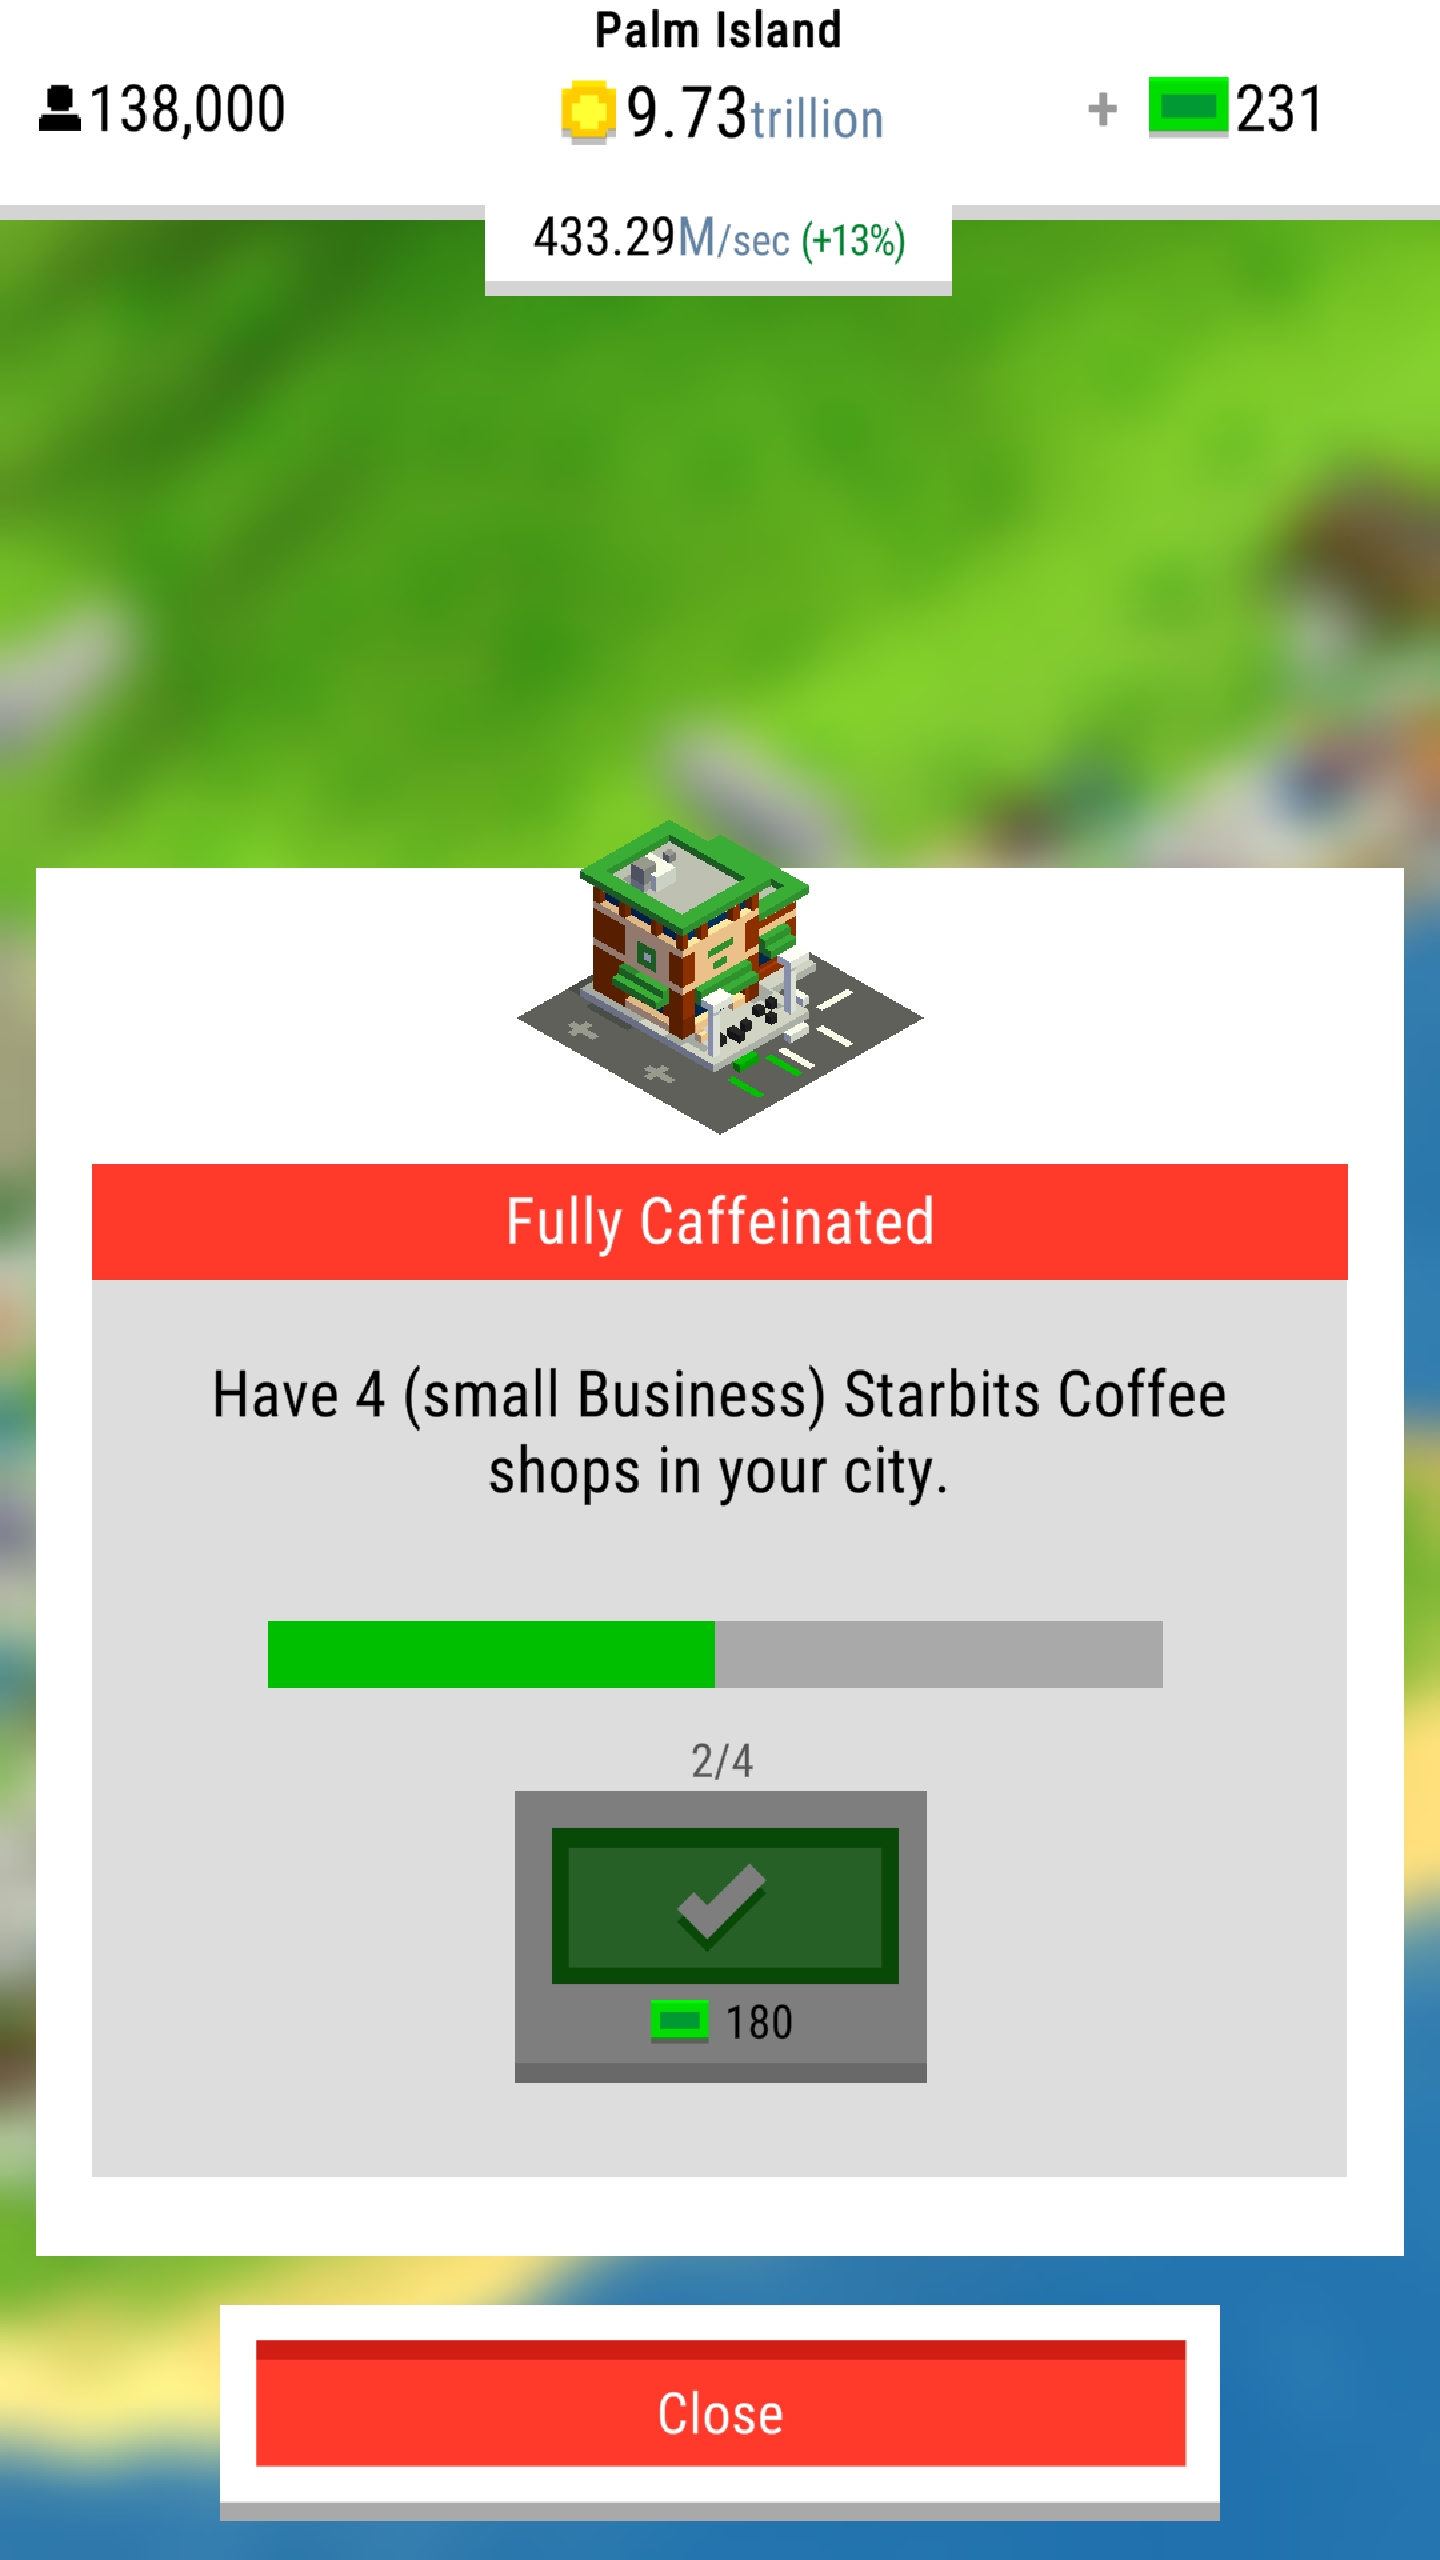 Palm Island
138,000
9.73trillion
+ 231
433.29M/sec (+13%)
Fully Caffeinated
Have 4 (small Business) Starbits Coffee
shops in your city.
2/4
180
Close